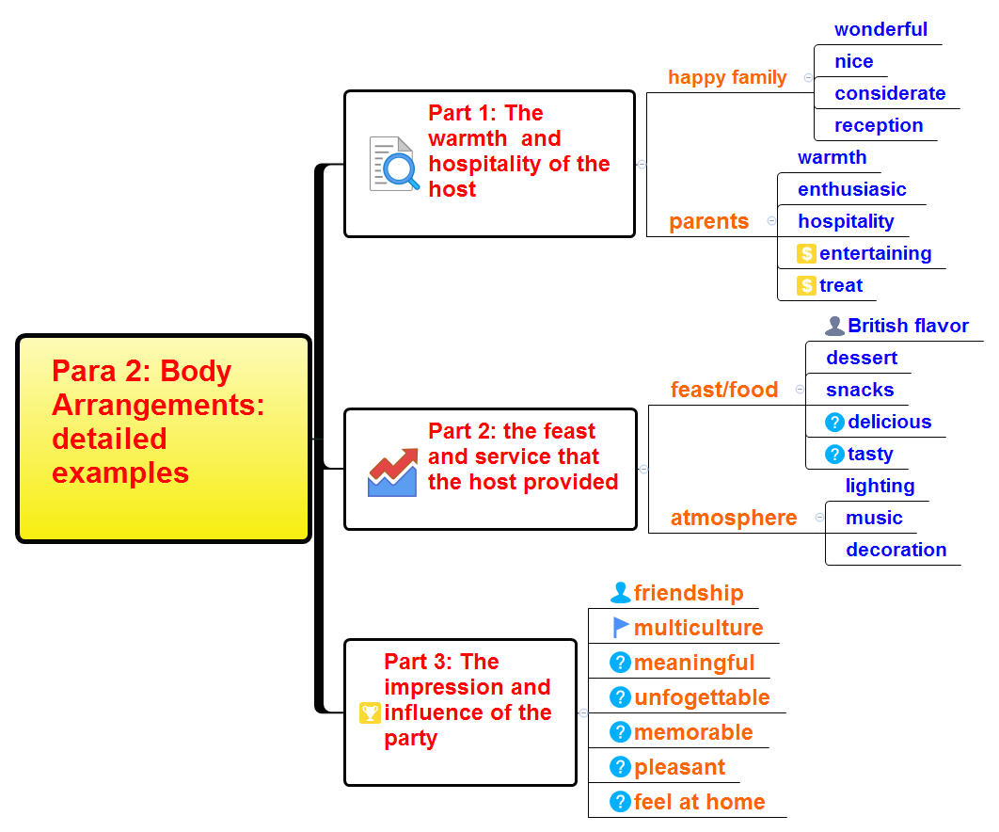 Para 2: Body
Arrangements:
detailed
examples
Part 1: The
warmth and
hospitality of the
host
happy family
wonderful
nice
considerate
reception
parents
warmth
enthusiasic
hospitality
$ entertaining
$ treat
Part 2: the feast
and service that
the host provided
feast/food
British flavor
dessert
snacks
? delicious
? tasty
atmosphere
lighting
music
decoration
Part 3: The
impression and
influence of the
party
friendship
multiculture
? meaningful
? unfogettable
? memorable
? pleasant
? feel at home